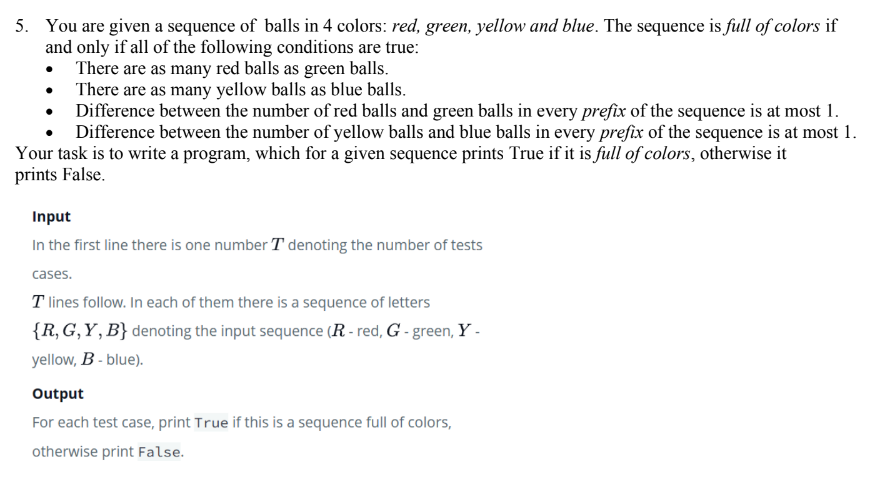 5. You are given a sequence of balls in 4 colors: red, green, yellow and blue. The sequence is full of colors if
and only if all of the following conditions are true:
• There are as many red balls as green balls.
• There are as many yellow balls as blue balls.
• Difference between the number of red balls and green balls in every prefix of the sequence is at most 1.
• Difference between the number of yellow balls and blue balls in every prefix of the sequence is at most 1.
Your task is to write a program, which for a given sequence prints True if it is full of colors, otherwise it
prints False.
Input
In the first line there is one number T denoting the number of tests
cases.
T lines follow. In each of them there is a sequence of letters
{R, G, Y, B} denoting the input sequence (R - red, G - green, Y -
yellow, B - blue).
Output
For each test case, print True if this is a sequence full of colors,
otherwise print False.